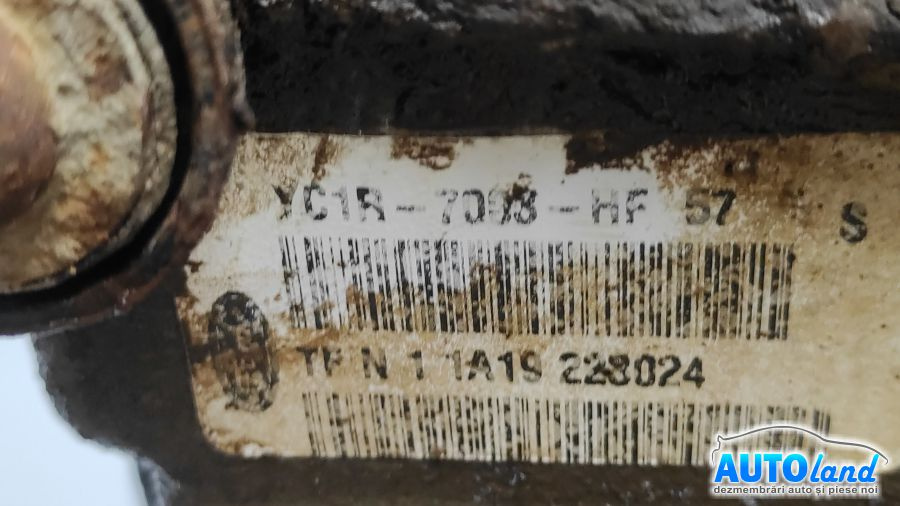 YC1R-7003-HF 57 S
TF N 1 1A19 228024
AUTOland
dezmembrări auto și piese noi